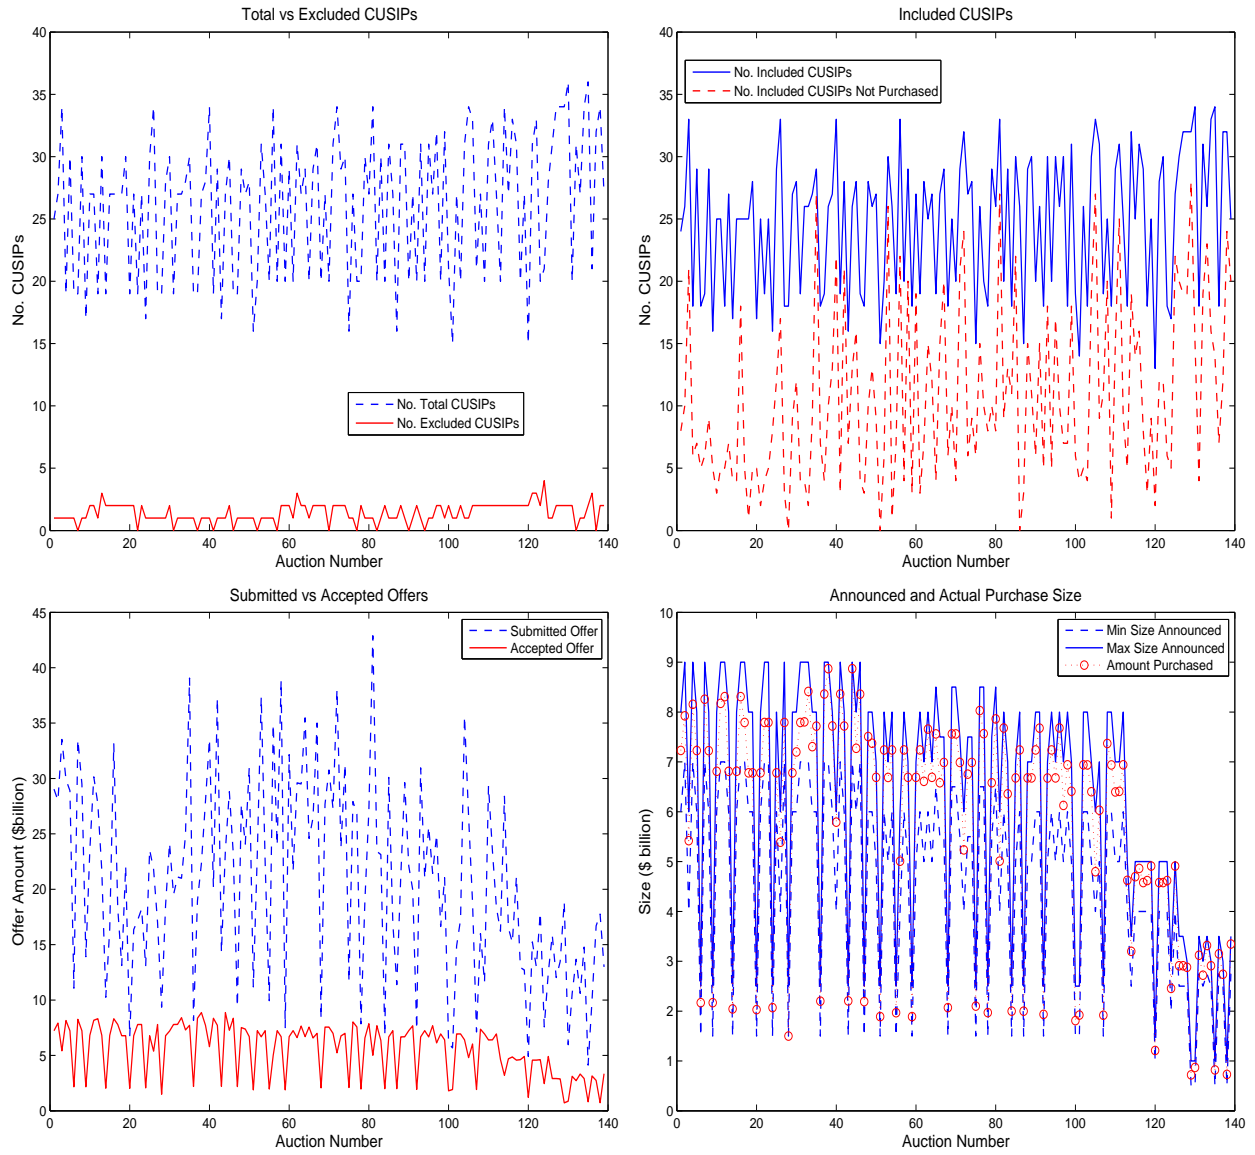 Total vs Excluded CUSIPs
No. CUSIPs
40
35
30
25
20
15
10
5
0
No. Total CUSIPs
No. Excluded CUSIPs
0 20 40 60 80 100 120 140
Auction Number
Included CUSIPs
No. CUSIPs
40
35
30
25
20
15
10
5
0
No. Included CUSIPs
No. Included CUSIPs Not Purchased
0 20 40 60 80 100 120 140
Auction Number
Submitted vs Accepted Offers
Offer Amount ($billion)
45
40
35
30
25
20
15
10
5
0
Submitted Offer
Accepted Offer
0 20 40 60 80 100 120 140
Auction Number
Announced and Actual Purchase Size
Size ($ billion)
10
9
8
7
6
5
4
3
2
1
0
Min Size Announced
Max Size Announced
Amount Purchased
0 20 40 60 80 100 120 140
Auction Number